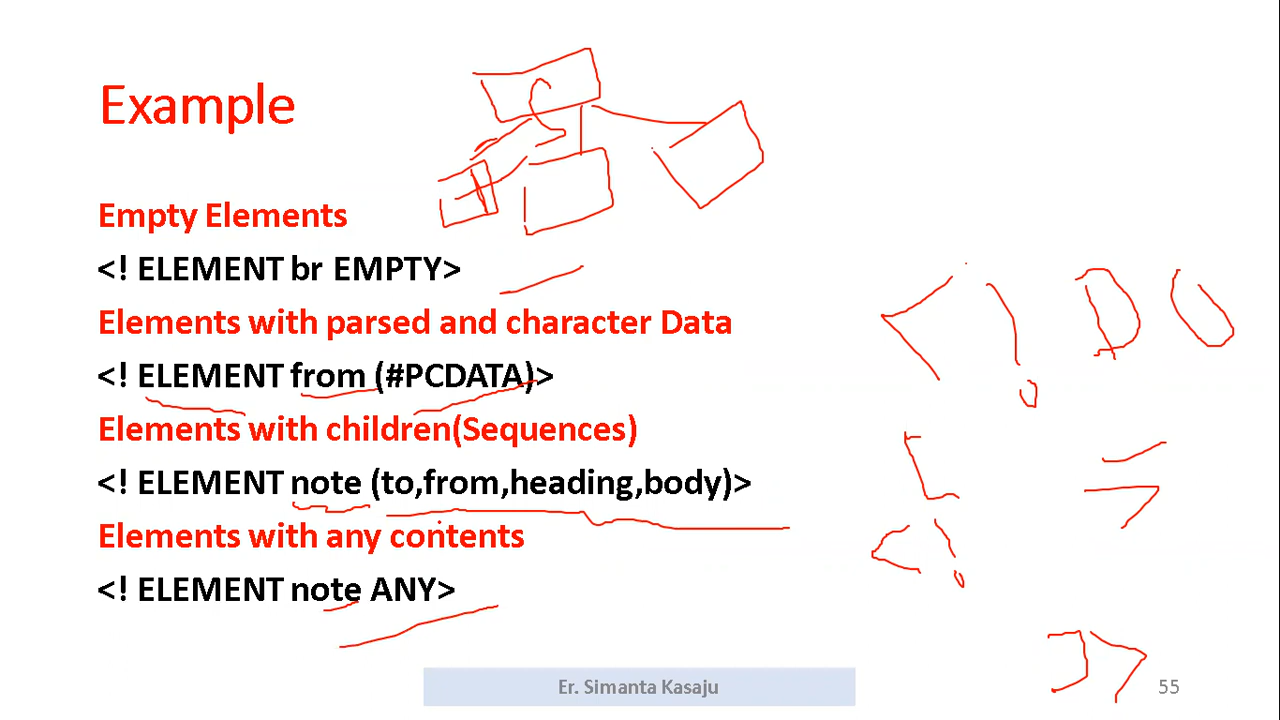 Example
Empty Elements
<! ELEMENT br EMPTY>
Elements with parsed and character Data
<! ELEMENT from (#PCDATA)>
Elements with children(Sequences)
<! ELEMENT note (to,from,heading,body)>
Elements with any contents
<! ELEMENT note ANY>
<! DO
[
<!
]>
Er. Simanta Kasaju
55